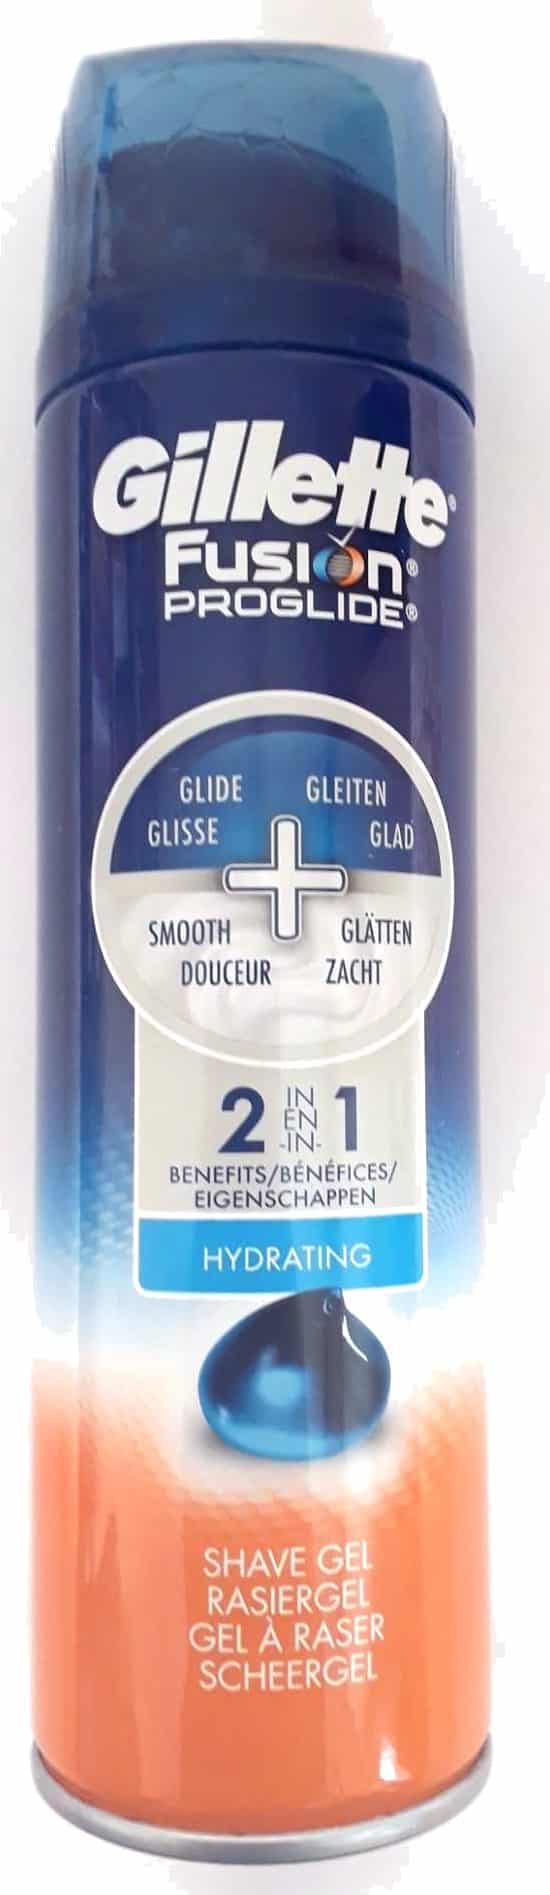 Gillette®
FUSION®
PROGLIDE®
GLIDE GLEITEN
GLISSE GLAD
SMOOTH GLÄTTEN
DOUCEUR ZACHT
2 IN EN -IN- 1
BENEFITS/BÉNÉFICES/
EIGENSCHAPPEN
HYDRATING
SHAVE GEL
RASIERGEL
GEL À RASER
SCHEERGEL